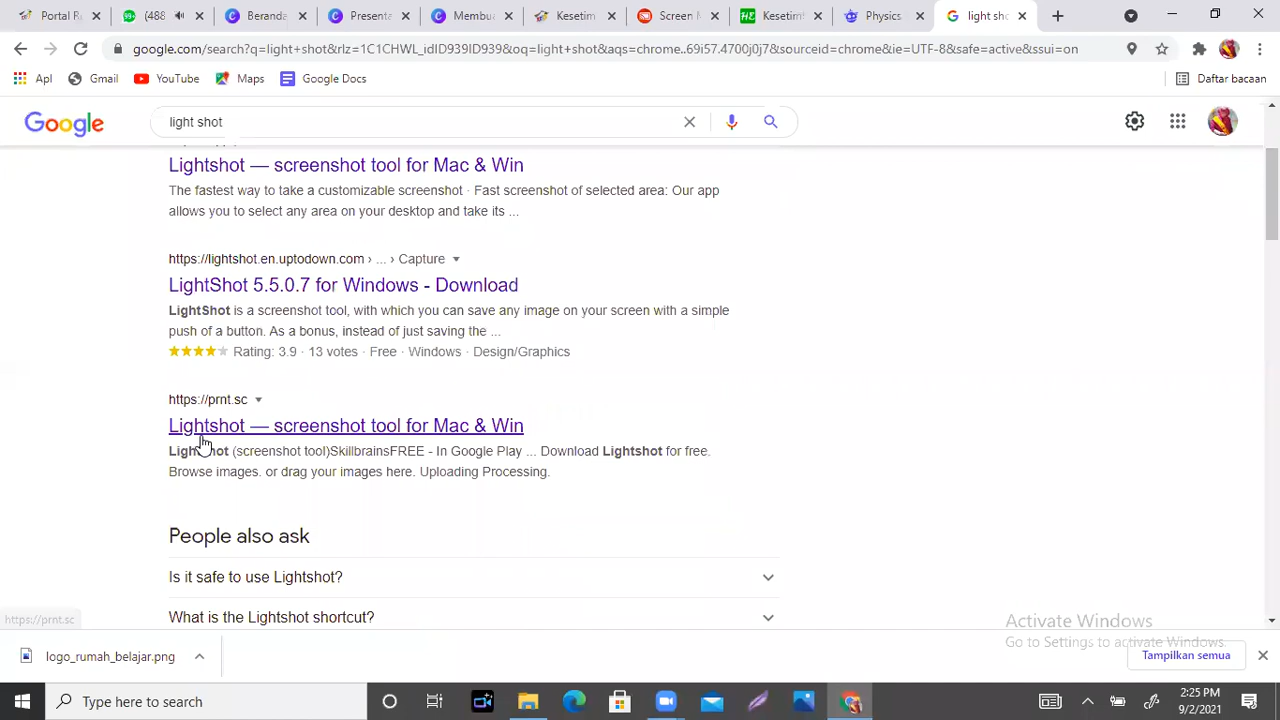 Portal R
(488
Berand
Presenta
Membua
Kesetim
Screen R
Kesetim
Physics
light sho
google.com/search?q=light+shot&rlz=1C1CHWL_idID939ID939&oq=light+shot&aqs=chrome..69i57.4700j0j7&sourceid=chrome&ie=UTF-8&safe=active&ssui=on
Apl
Gmail
YouTube
Maps
Google Docs
Daftar bacaan
Google
light shot
Lightshot — screenshot tool for Mac & Win
The fastest way to take a customizable screenshot · Fast screenshot of selected area: Our app
allows you to select any area on your desktop and take its ...
https://lightshot.en.uptodown.com › ... › Capture
LightShot 5.5.0.7 for Windows - Download
LightShot is a screenshot tool, with which you can save any image on your screen with a simple
push of a button. As a bonus, instead of just saving the ...
Rating: 3.9 · 13 votes · Free · Windows · Design/Graphics
https://prnt.sc
Lightshot — screenshot tool for Mac & Win
Lightshot (screenshot tool)SkillbrainsFREE - In Google Play ... Download Lightshot for free.
Browse images. or drag your images here. Uploading Processing.
People also ask
Is it safe to use Lightshot?
What is the Lightshot shortcut?
https://prnt.sc
Activate Windows
Go to Settings to activate Windows.
logo_rumah_belajar.png
Tampilkan semua
Type here to search
2:25 PM
9/2/2021